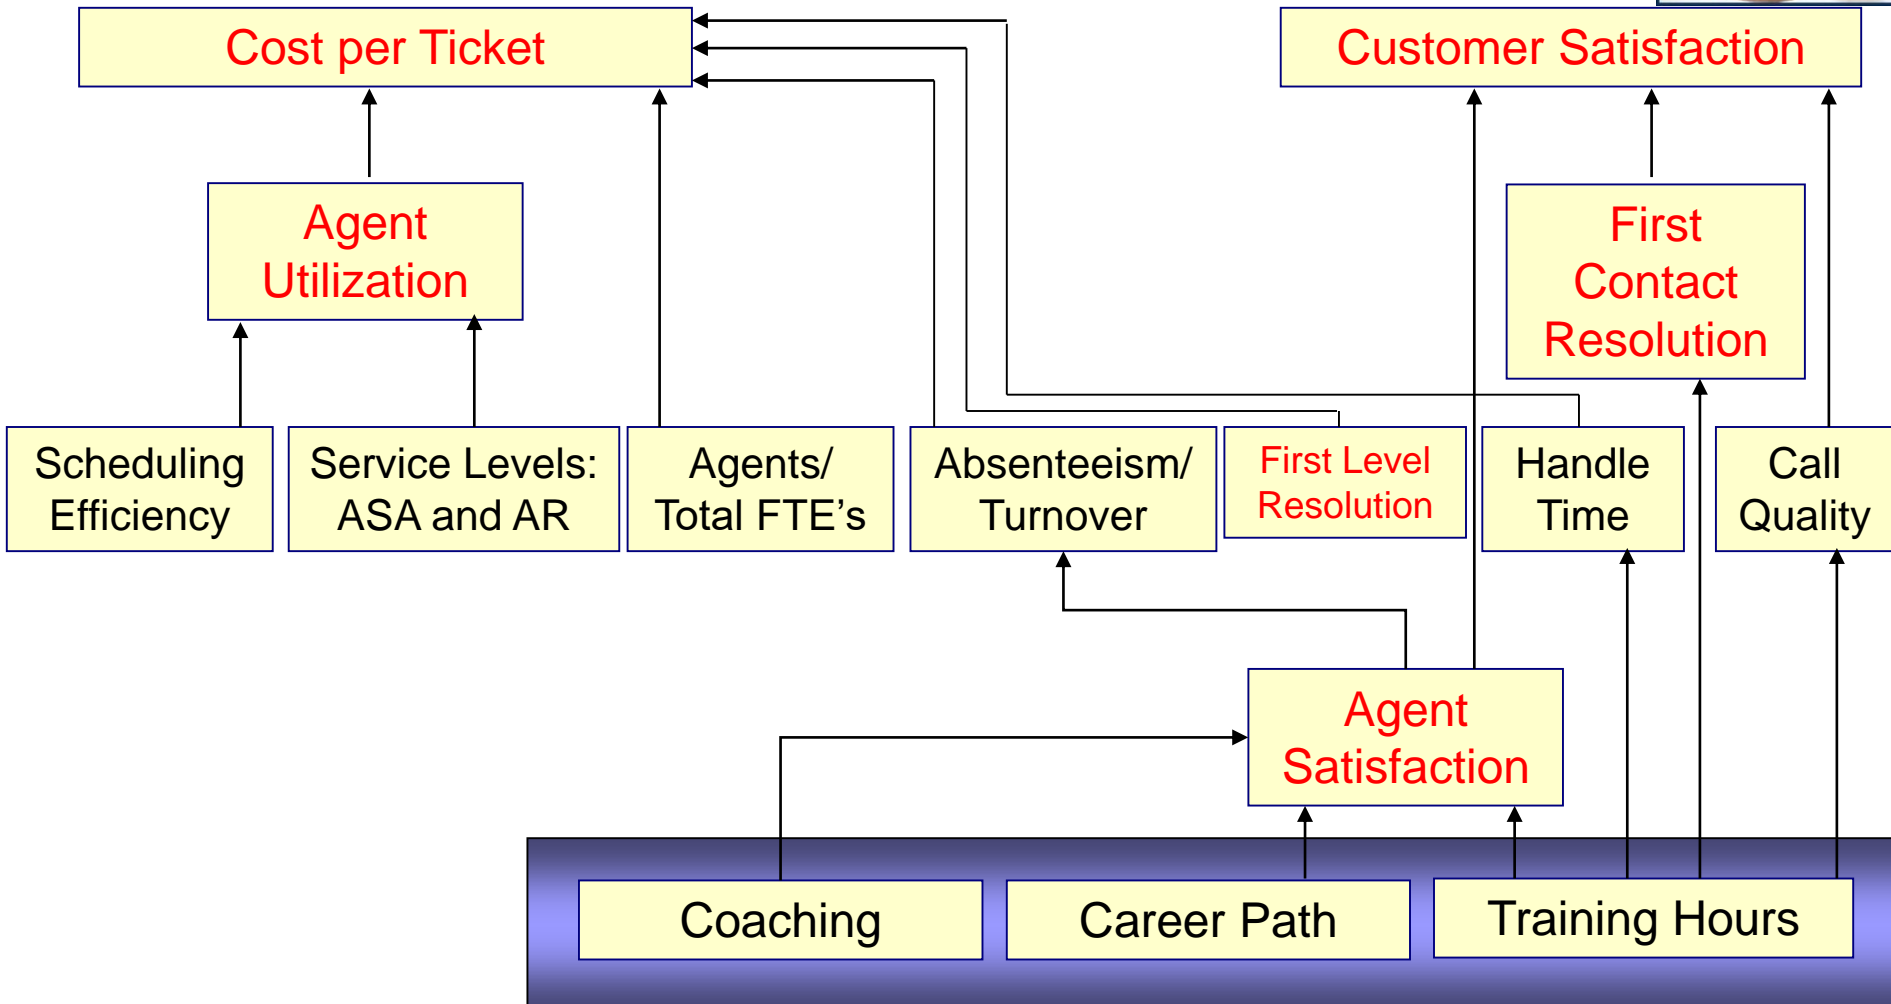 Cost per Ticket
Customer Satisfaction
Agent
Utilization
First
Contact
Resolution
Scheduling
Efficiency
Service Levels:
ASA and AR
Agents/
Total FTE’s
Absenteeism/
Turnover
First Level
Resolution
Handle
Time
Call
Quality
Agent
Satisfaction
Coaching
Career Path
Training Hours